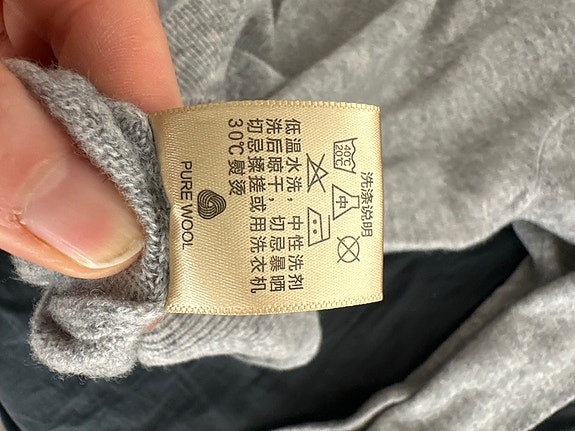 洗涤说明
40℃
20℃
中
低温水洗，中性洗剂
洗后晾干，切忌暴晒
切忌揉搓或用洗衣机
30℃熨烫
PURE WOOL